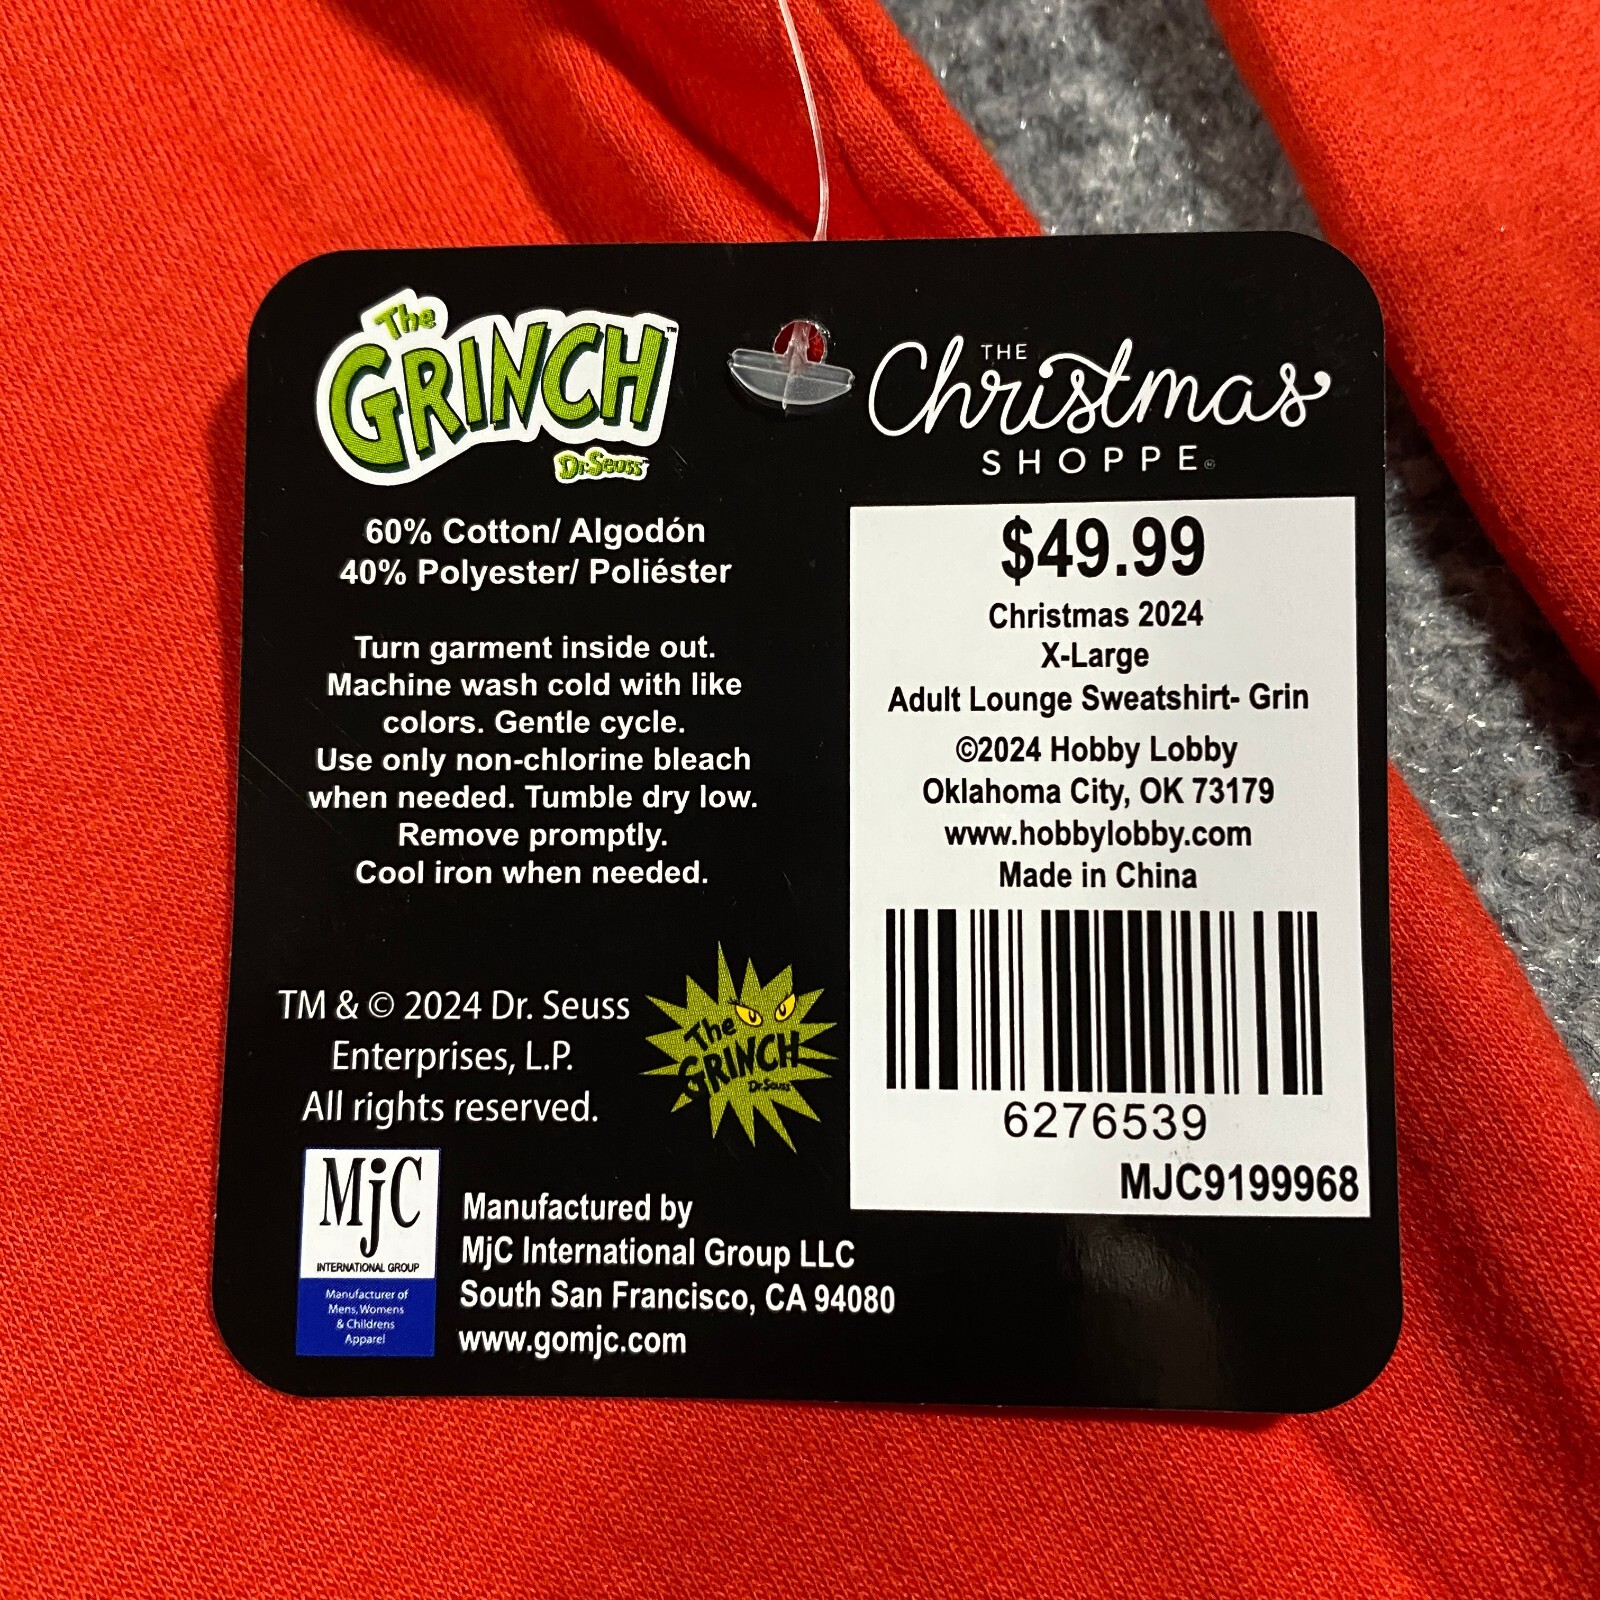 The
GRINCH™
Dr. Seuss
60% Cotton/ Algodón
40% Polyester/ Poliéster
Turn garment inside out.
Machine wash cold with like
colors. Gentle cycle.
Use only non-chlorine bleach
when needed. Tumble dry low.
Remove promptly.
Cool iron when needed.
TM & © 2024 Dr. Seuss
Enterprises, L.P.
All rights reserved.
The
GRINCH
Dr. Seuss
MjC
INTERNATIONAL GROUP
Manufacturer of
Mens, Womens
& Childrens
Apparel
Manufactured by
MjC International Group LLC
South San Francisco, CA 94080
www.gomjc.com
THE
Christmas
SHOPPE®
$49.99
Christmas 2024
X-Large
Adult Lounge Sweatshirt- Grin
©2024 Hobby Lobby
Oklahoma City, OK 73179
www.hobbylobby.com
Made in China
6276539
MJC9199968